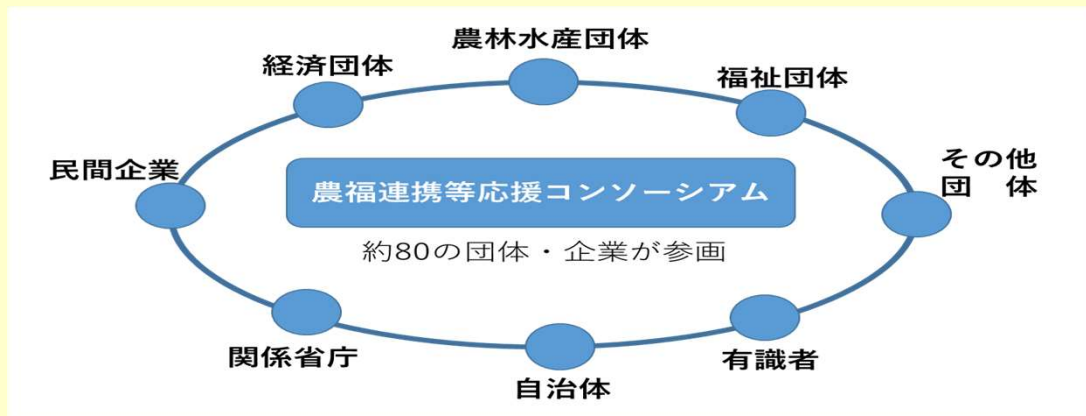 農林水産団体
経済団体
福祉団体
民間企業
その他
団　体
農福連携等応援コンソーシアム
約80の団体・企業が参画
関係省庁
有識者
自治体